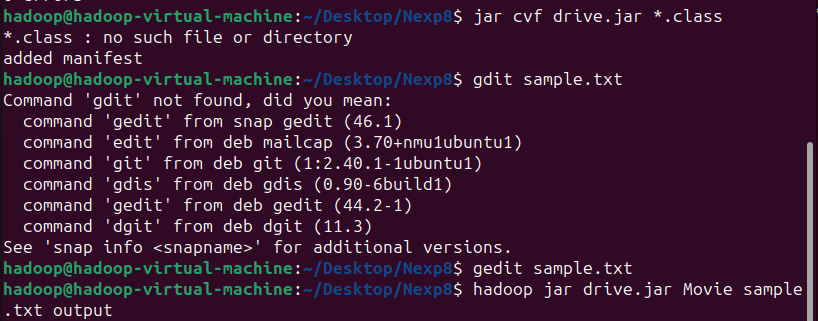 hadoop@hadoop-virtual-machine:~/Desktop/Nexp8$ jar cvf drive.jar *.class
*.class : no such file or directory
added manifest
hadoop@hadoop-virtual-machine:~/Desktop/Nexp8$ gdit sample.txt
Command 'gdit' not found, did you mean:
  command 'gedit' from snap gedit (46.1)
  command 'edit' from deb mailcap (3.70+nmu1ubuntu1)
  command 'git' from deb git (1:2.40.1-1ubuntu1)
  command 'gdis' from deb gdis (0.90-6build1)
  command 'gedit' from deb gedit (44.2-1)
  command 'dgit' from deb dgit (11.3)
See 'snap info <snapname>' for additional versions.
hadoop@hadoop-virtual-machine:~/Desktop/Nexp8$ gedit sample.txt
hadoop@hadoop-virtual-machine:~/Desktop/Nexp8$ hadoop jar drive.jar Movie sample
.txt output